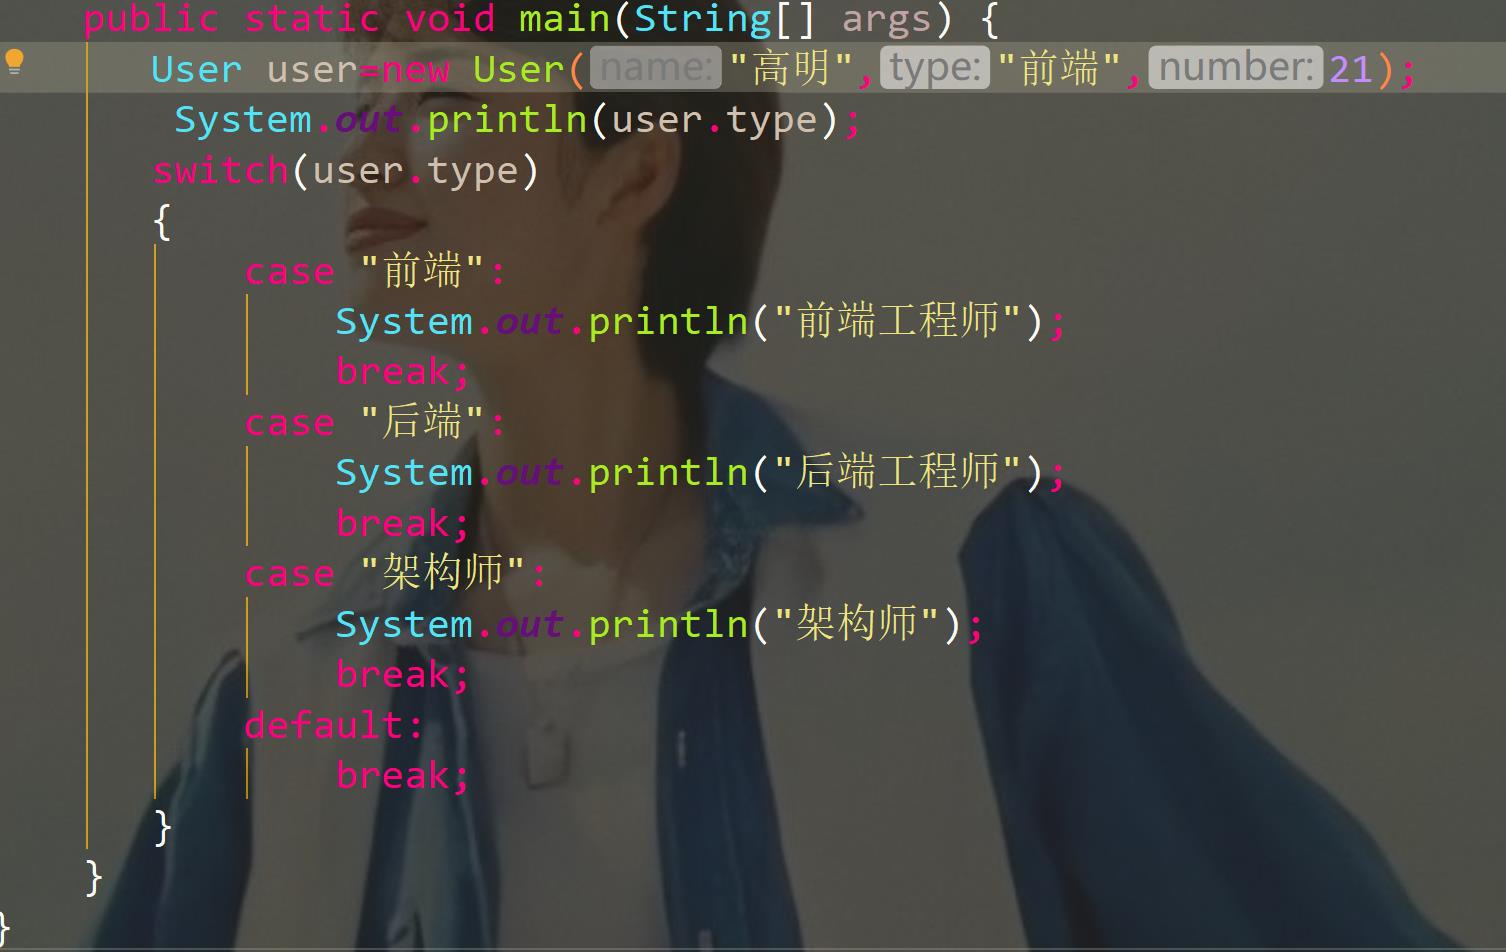 public static void main(String[] args) {
User user=new User( name: "高明", type: "前端", number: 21);
System.out.println(user.type);
switch(user.type)
{
case "前端":
System.out.println("前端工程师");
break;
case "后端":
System.out.println("后端工程师");
break;
case "架构师":
System.out.println("架构师");
break;
default:
break;
}
}
}